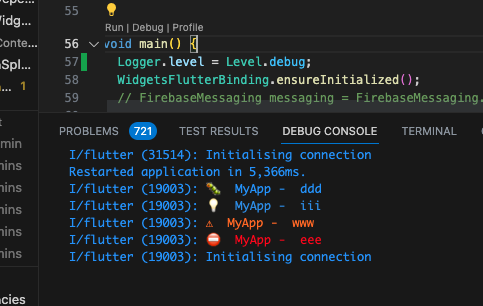 55
Run | Debug | Profile
56 void main() {
57 Logger.level = Level.debug;
58 WidgetsFlutterBinding.ensureInitialized();
59 // FirebaseMessaging messaging = FirebaseMessaging.
PROBLEMS 721 TEST RESULTS DEBUG CONSOLE TERMINAL
I/flutter (31514): Initialising connection
Restarted application in 5,366ms.
I/flutter (19003): 🐛 MyApp - ddd
I/flutter (19003): 💡 MyApp - iii
I/flutter (19003): ⚠ MyApp - www
I/flutter (19003): ⛔ MyApp - eee
I/flutter (19003): Initialising connection
Widg...
Conte...
nSpl...
... 1
t
min
mins
mins
mins
mins
mins
cies